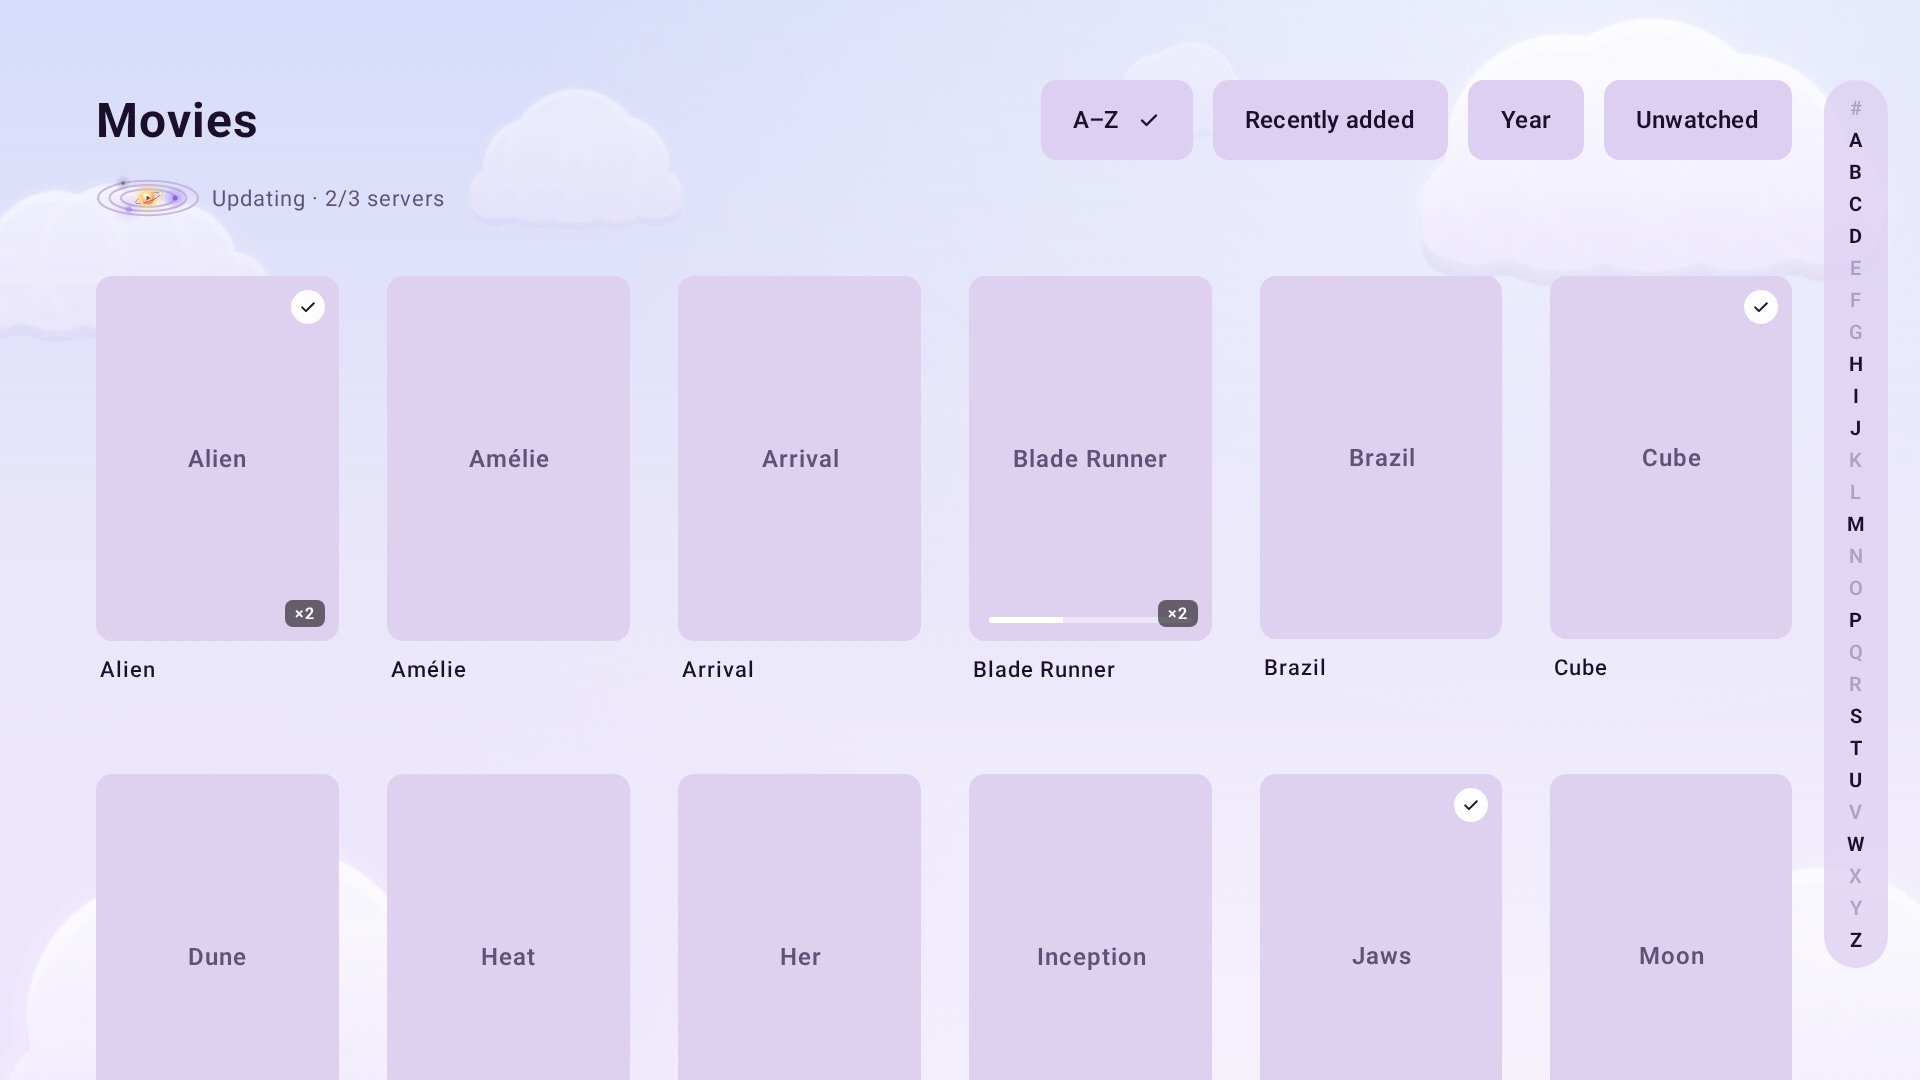 Movies
A–Z
Recently added
Year
Unwatched
Updating · 2/3 servers
Alien
Amélie
Arrival
Blade Runner
Brazil
Cube
×2
×2
Alien
Amélie
Arrival
Blade Runner
Brazil
Cube
Dune
Heat
Her
Inception
Jaws
Moon
#
A
B
C
D
E
F
G
H
I
J
K
L
M
N
O
P
Q
R
S
T
U
V
W
X
Y
Z